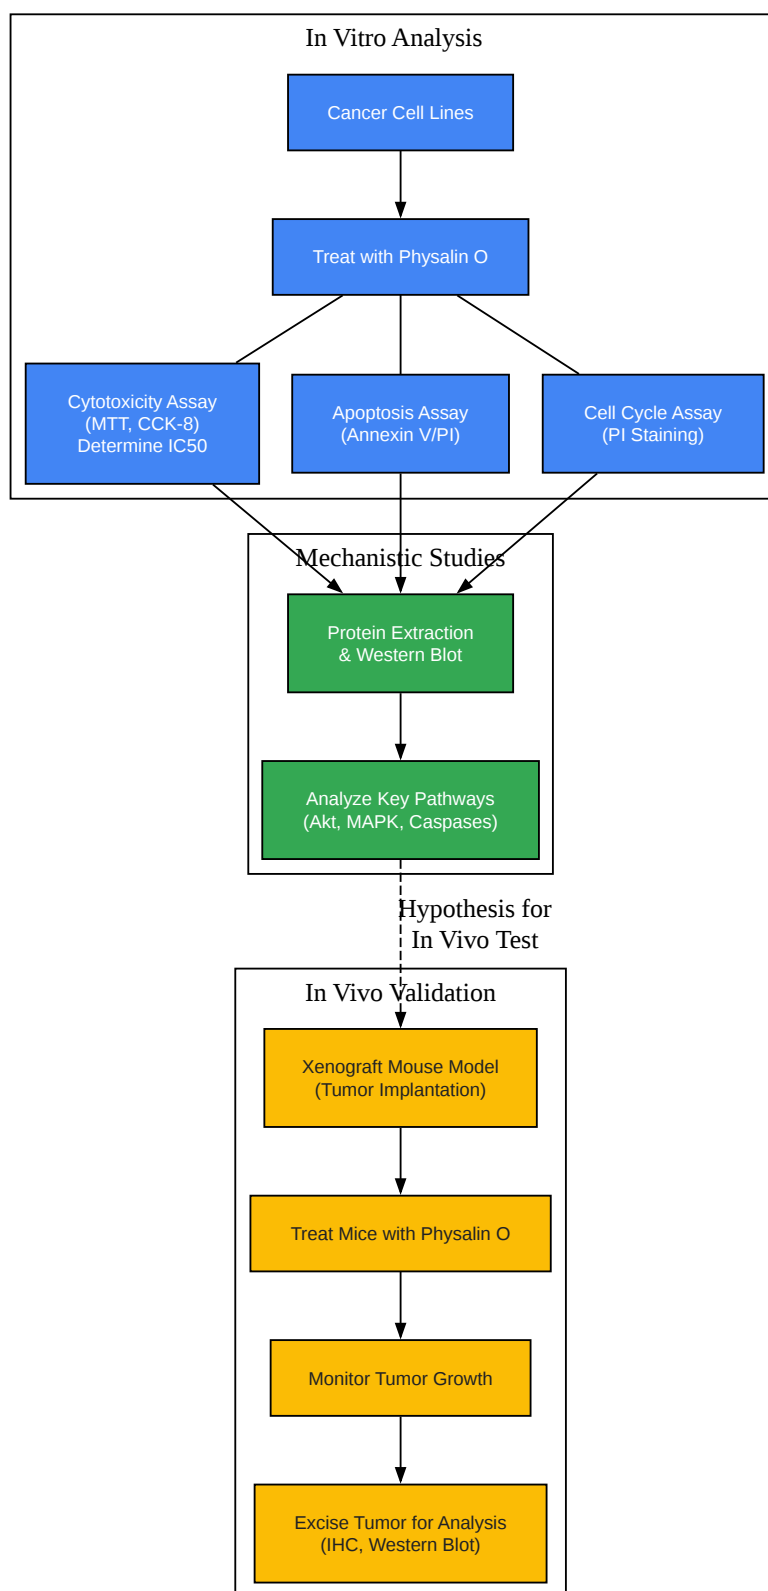 In Vitro Analysis
Cancer Cell Lines
Treat with Physalin O
Cytotoxicity Assay
(MTT, CCK-8)
Determine IC50
Apoptosis Assay
(Annexin V/PI)
Cell Cycle Assay
(PI Staining)
Mechanistic Studies
Protein Extraction
& Western Blot
Analyze Key Pathways
(Akt, MAPK, Caspases)
Hypothesis for
In Vivo Test
In Vivo Validation
Xenograft Mouse Model
(Tumor Implantation)
Treat Mice with Physalin O
Monitor Tumor Growth
Excise Tumor for Analysis
(IHC, Western Blot)